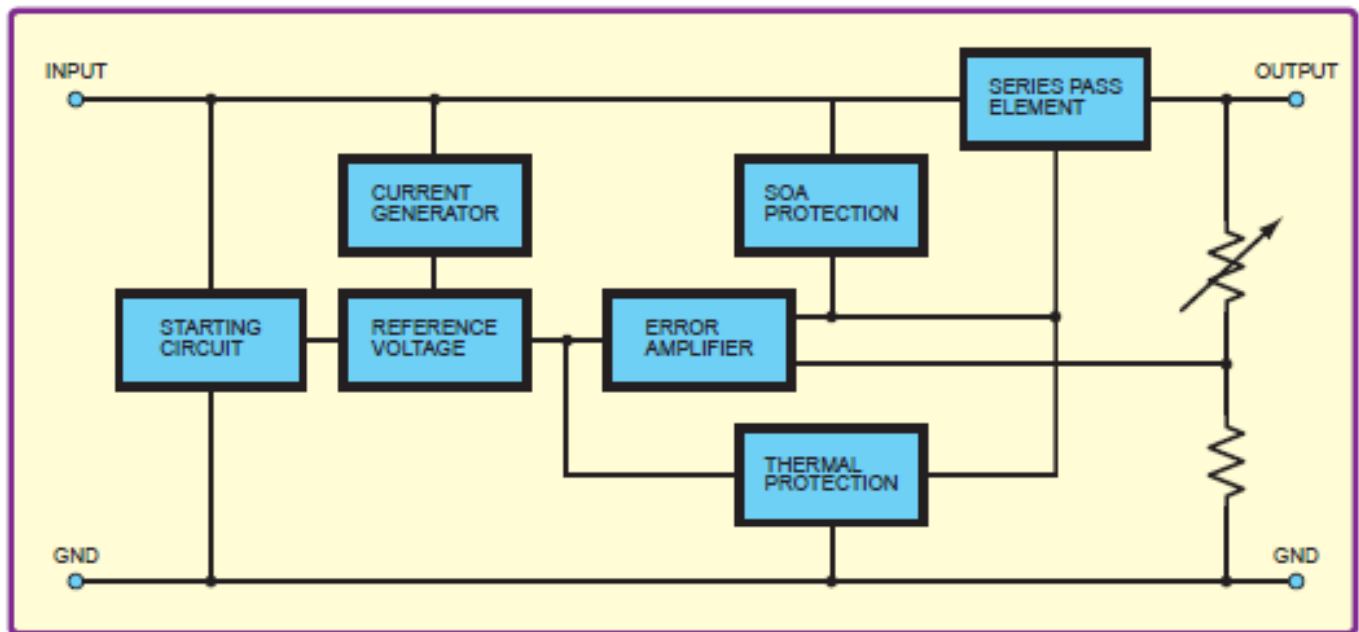 INPUT
OUTPUT
SERIES PASS
ELEMENT
CURRENT
GENERATOR
SOA
PROTECTION
STARTING
CIRCUIT
REFERENCE
VOLTAGE
ERROR
AMPLIFIER
THERMAL
PROTECTION
GND
GND